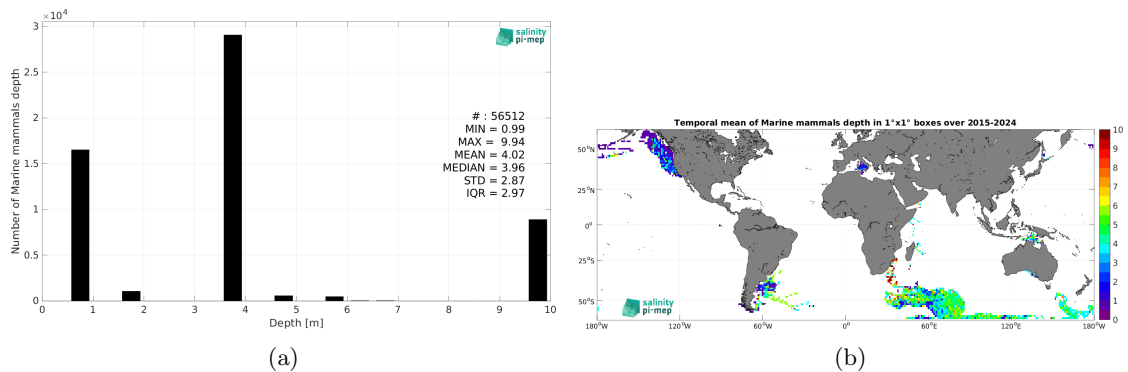 ×10⁴
3
2.5
2
1.5
1
0.5
0
Number of Marine mammals depth
salinity
pi-mep
# : 56512
MIN = 0.99
MAX = 9.94
MEAN = 4.02
MEDIAN = 3.96
STD = 2.87
IQR = 2.97
0 1 2 3 4 5 6 7 8 9 10
Depth [m]
(a)
Temporal mean of Marine mammals depth in 1°x1° boxes over 2015-2024
50°N
25°N
0°
25°S
50°S
salinity
pi-mep
180°W 120°W 60°W 0° 60°E 120°E 180°W
10
9
8
7
6
5
4
3
2
1
0
(b)